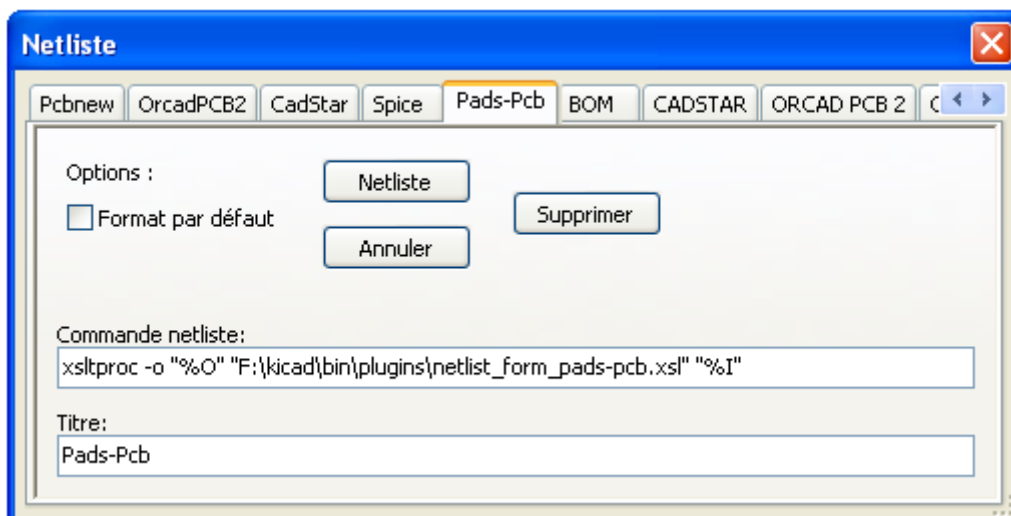 Netliste
Pcbnew OrcadPCB2 CadStar Spice Pads-Pcb BOM CADSTAR ORCAD PCB 2
Options :
Netliste
Format par défaut
Supprimer
Annuler
Commande netliste:
xsltproc -o "%O" "F:\kicad\bin\plugins\netlist_form_pads-pcb.xsl" "%I"
Titre:
Pads-Pcb